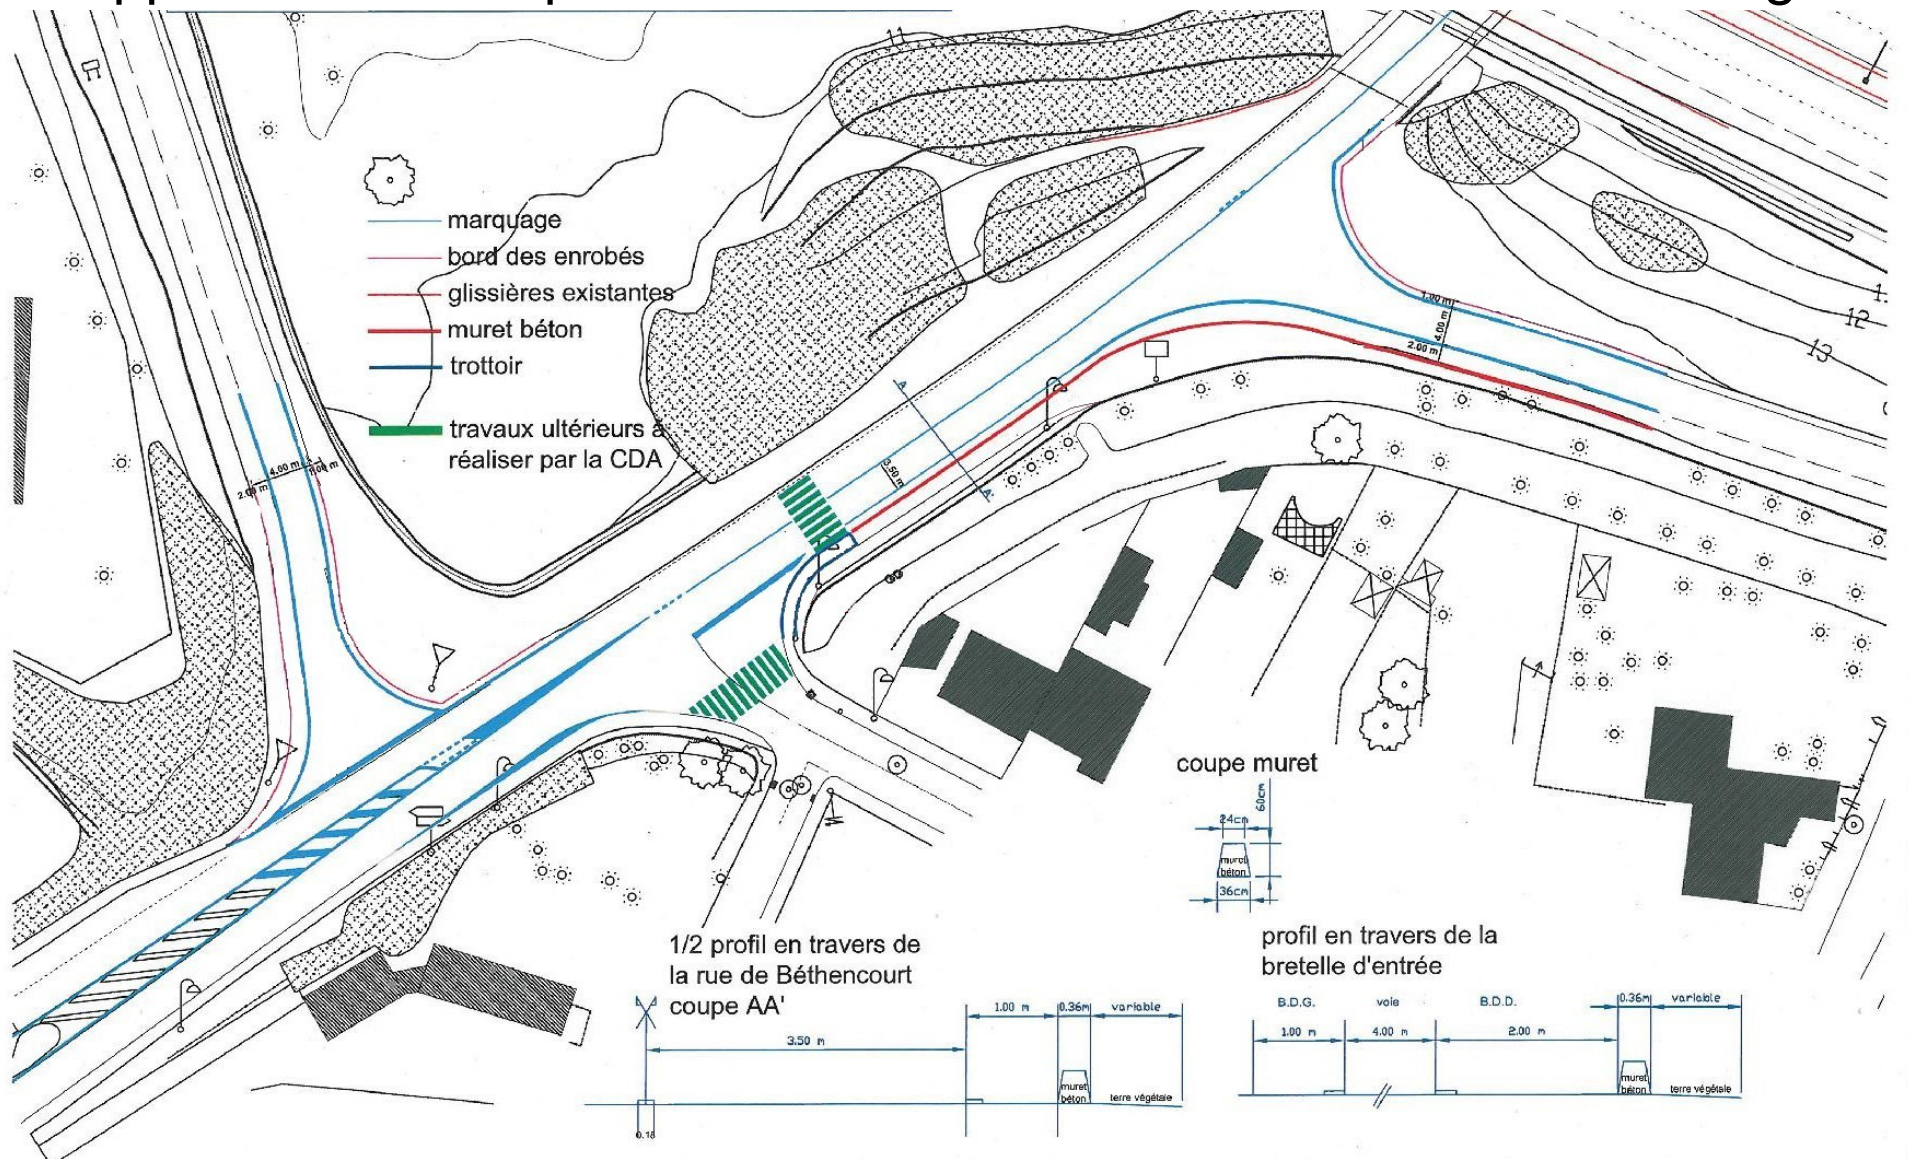 11
marquage
bord des enrobés
glissières existantes
muret béton
trottoir
travaux ultérieurs à
réaliser par la CDA
4.00 m
2.00 m
1.00 m
A
A'
3.50 m
1.00 m
4.00 m
2.00 m
12
13
coupe muret
60cm
24cm
muret
béton
36cm
1/2 profil en travers de
la rue de Béthencourt
coupe AA'
3.50 m
1.00 m
0.36m
variable
muret
béton
terre végétale
0.18
profil en travers de la
bretelle d'entrée
B.D.G.
voie
B.D.D.
0.36m
variable
1.00 m
4.00 m
2.00 m
muret
béton
terre végétale